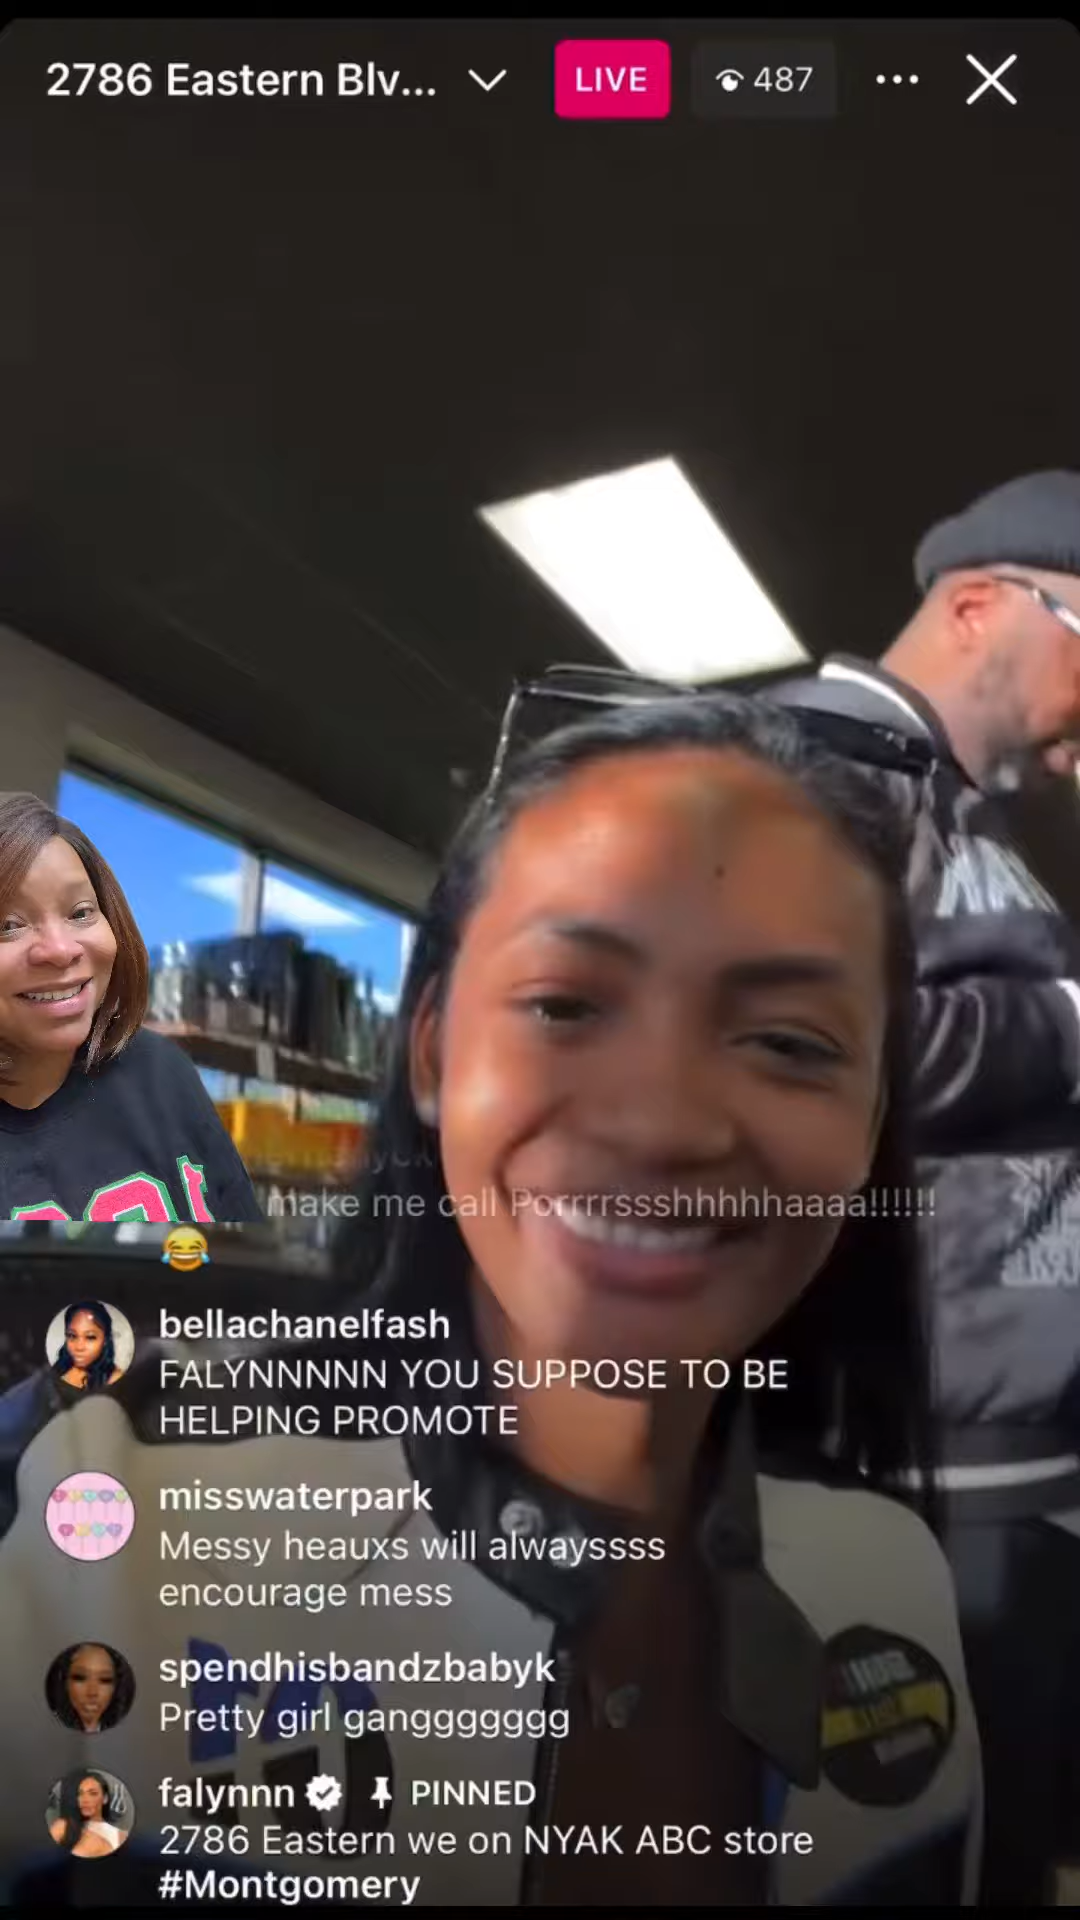 2786 Eastern Blv...
LIVE
487
make me call Porrrrssshhhhhaaaa!!!!!!
😂
bellachanelfash
FALYNNNNN YOU SUPPOSE TO BE
HELPING PROMOTE
misswaterpark
Messy heauxs will alwayssss
encourage mess
spendhisbandzbabyk
Pretty girl ganggggggg
falynnn PINNED
2786 Eastern we on NYAK ABC store
#Montgomery